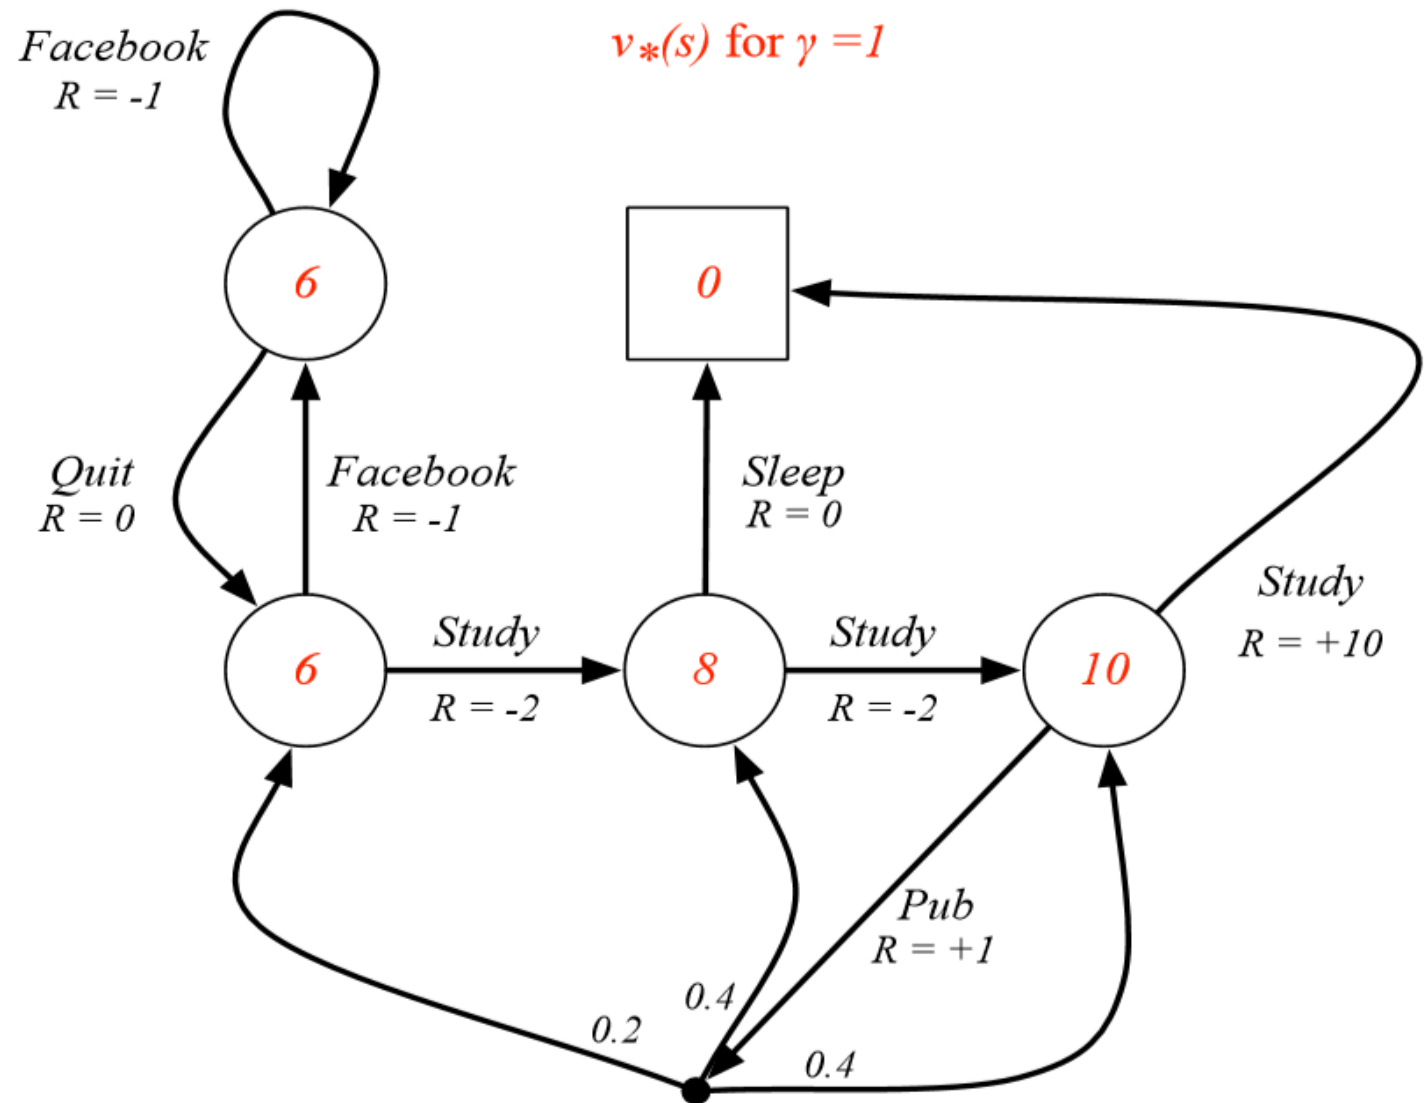 v*(s) for γ =1
Facebook
R = -1
6
0
Quit
R = 0
Facebook
R = -1
Sleep
R = 0
6
Study
R = -2
8
Study
R = -2
10
Study
R = +10
Pub
R = +1
0.2
0.4
0.4